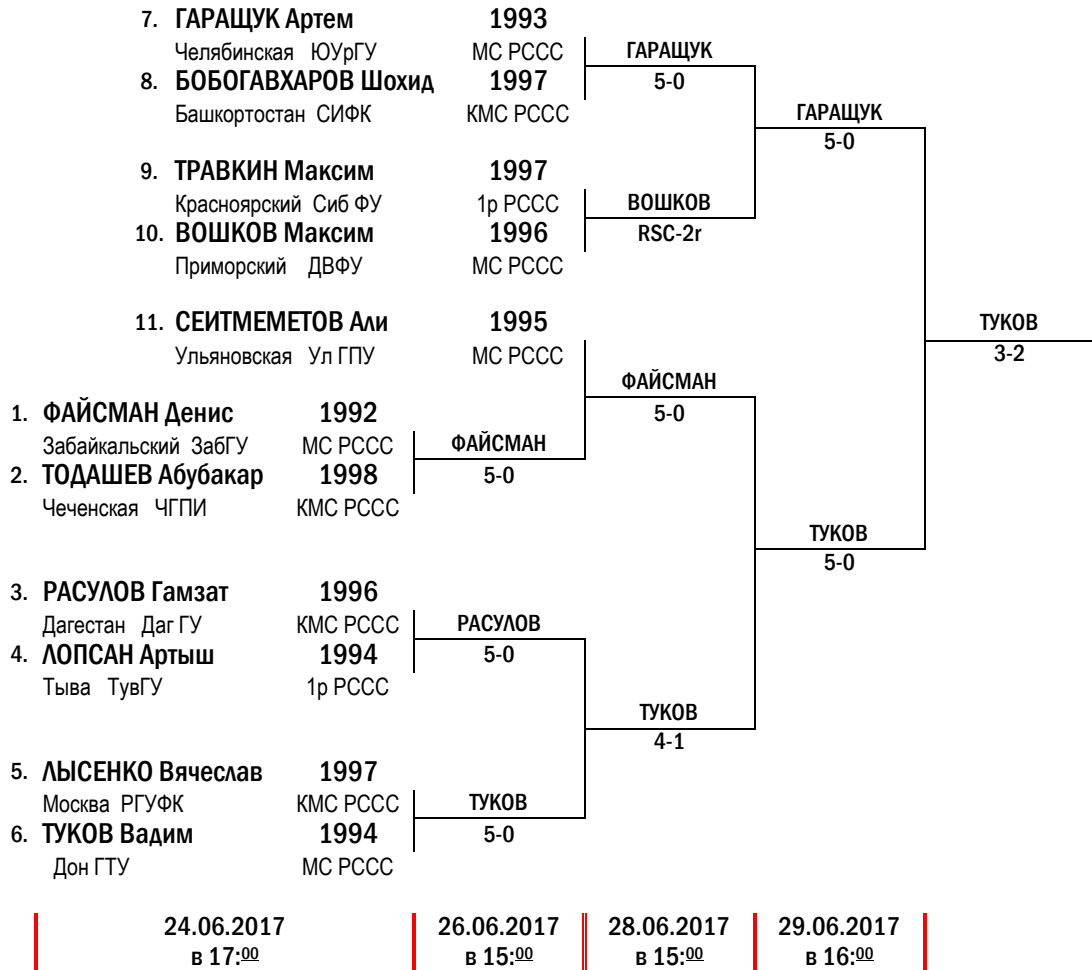 7. ГАРАЩУК Артем 1993
Челябинская ЮУрГУ МС РССС ГАРАЩУК
8. БОБОГАВХАРОВ Шохид 1997 5-0
Башкортостан СИФК КМС РССС ГАРАЩУК
5-0
9. ТРАВКИН Максим 1997
Красноярский Сиб ФУ 1р РССС ВОШКОВ
10. ВОШКОВ Максим 1996 RSC-2r
Приморский ДВФУ МС РССС
11. СЕИТМЕМЕТОВ Али 1995 ТУКОВ
Ульяновская Ул ГПУ МС РССС 3-2
ФАЙСМАН
1. ФАЙСМАН Денис 1992 5-0
Забайкальский ЗабГУ МС РССС ФАЙСМАН
2. ТОДАШЕВ Абубакар 1998 5-0
Чеченская ЧГПИ КМС РССС
ТУКОВ
5-0
3. РАСУЛОВ Гамзат 1996
Дагестан Даг ГУ КМС РССС РАСУЛОВ
4. ЛОПСАН Артыш 1994 5-0
Тыва ТувГУ 1р РССС
ТУКОВ
4-1
5. ЛЫСЕНКО Вячеслав 1997
Москва РГУФК КМС РССС ТУКОВ
6. ТУКОВ Вадим 1994 5-0
Дон ГТУ МС РССС
24.06.2017 26.06.2017 28.06.2017 29.06.2017
в 17:00 в 15:00 в 15:00 в 16:00